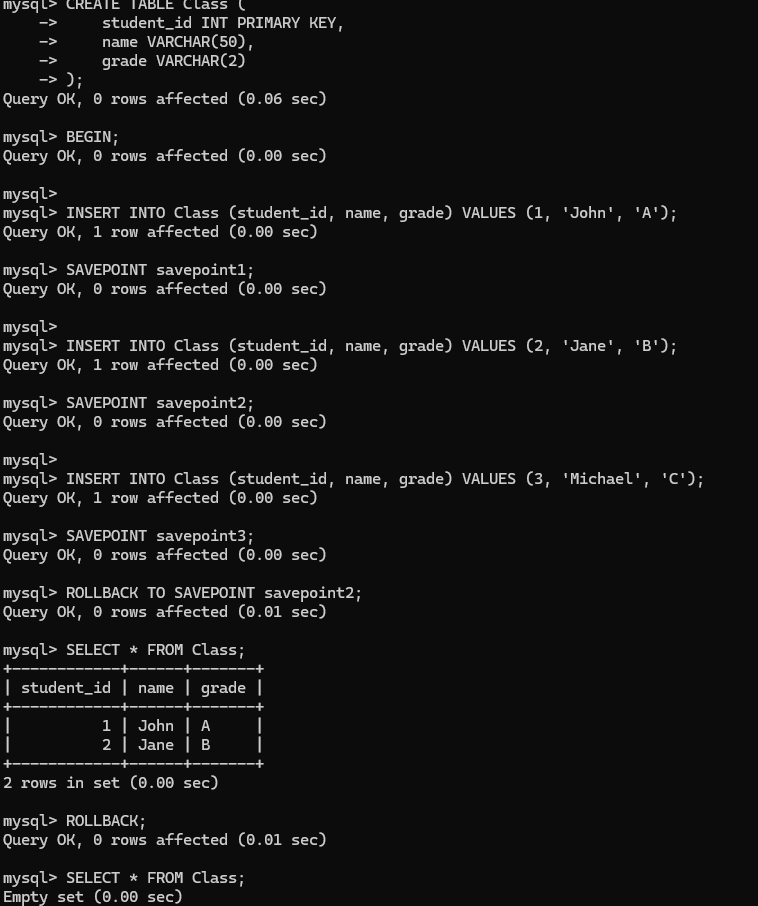 mysql> CREATE TABLE Class (
    ->     student_id INT PRIMARY KEY,
    ->     name VARCHAR(50),
    ->     grade VARCHAR(2)
    -> );
Query OK, 0 rows affected (0.06 sec)

mysql> BEGIN;
Query OK, 0 rows affected (0.00 sec)

mysql>
mysql> INSERT INTO Class (student_id, name, grade) VALUES (1, 'John', 'A');
Query OK, 1 row affected (0.00 sec)

mysql> SAVEPOINT savepoint1;
Query OK, 0 rows affected (0.00 sec)

mysql>
mysql> INSERT INTO Class (student_id, name, grade) VALUES (2, 'Jane', 'B');
Query OK, 1 row affected (0.00 sec)

mysql> SAVEPOINT savepoint2;
Query OK, 0 rows affected (0.00 sec)

mysql>
mysql> INSERT INTO Class (student_id, name, grade) VALUES (3, 'Michael', 'C');
Query OK, 1 row affected (0.00 sec)

mysql> SAVEPOINT savepoint3;
Query OK, 0 rows affected (0.00 sec)

mysql> ROLLBACK TO SAVEPOINT savepoint2;
Query OK, 0 rows affected (0.01 sec)

mysql> SELECT * FROM Class;
+------------+------+-------+
| student_id | name | grade |
+------------+------+-------+
|          1 | John | A     |
|          2 | Jane | B     |
+------------+------+-------+
2 rows in set (0.00 sec)

mysql> ROLLBACK;
Query OK, 0 rows affected (0.01 sec)

mysql> SELECT * FROM Class;
Empty set (0.00 sec)